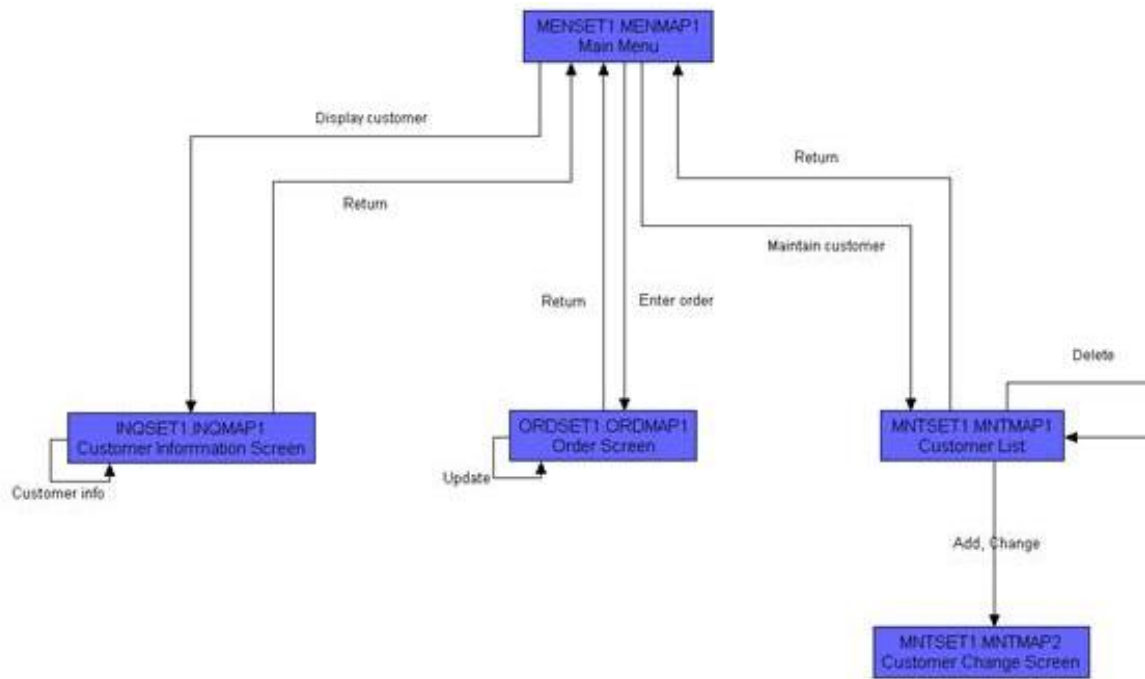 MENSET1.MENMAP1
Main Menu
Display customer
Return
Return
Maintain customer
Return
Enter order
Delete
INQSET1.INQMAP1
Customer Information Screen
ORDSET1.ORDMAP1
Order Screen
MNTSET1.MNTMAP1
Customer List
Customer info
Update
Add, Change
MNTSET1.MNTMAP2
Customer Change Screen